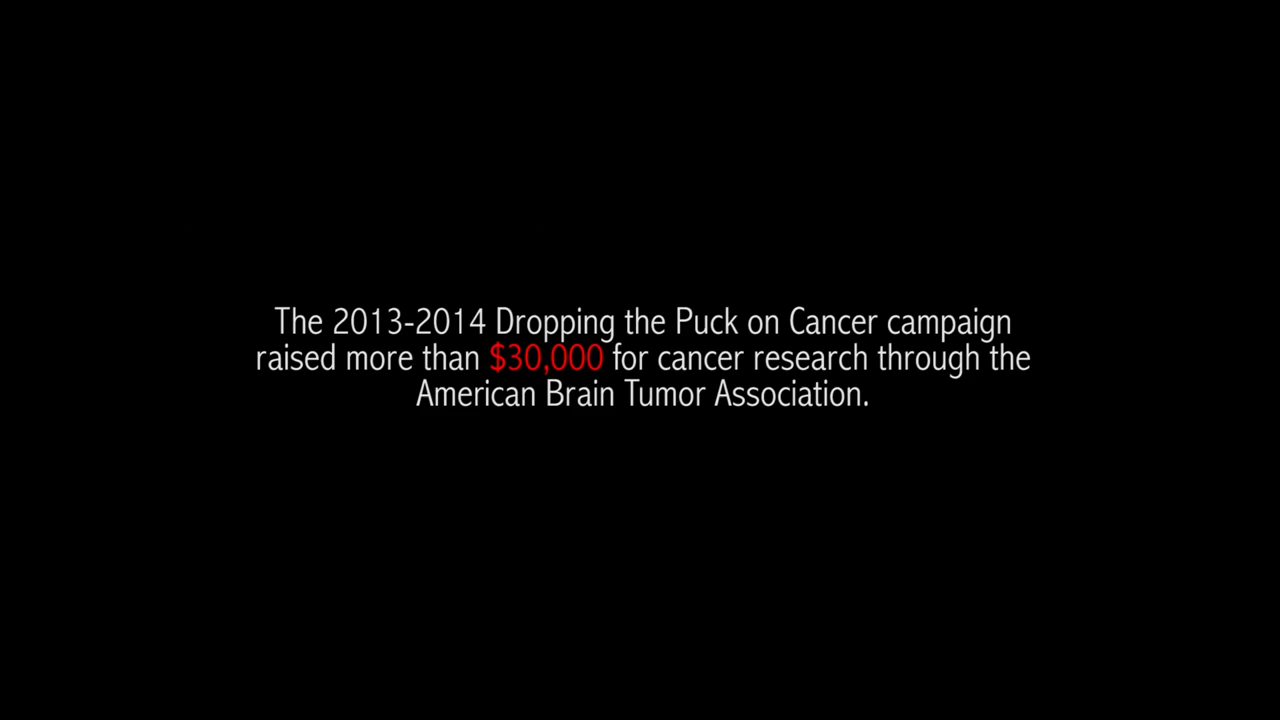 The 2013-2014 Dropping the Puck on Cancer campaign
raised more than $30,000 for cancer research through the
American Brain Tumor Association.